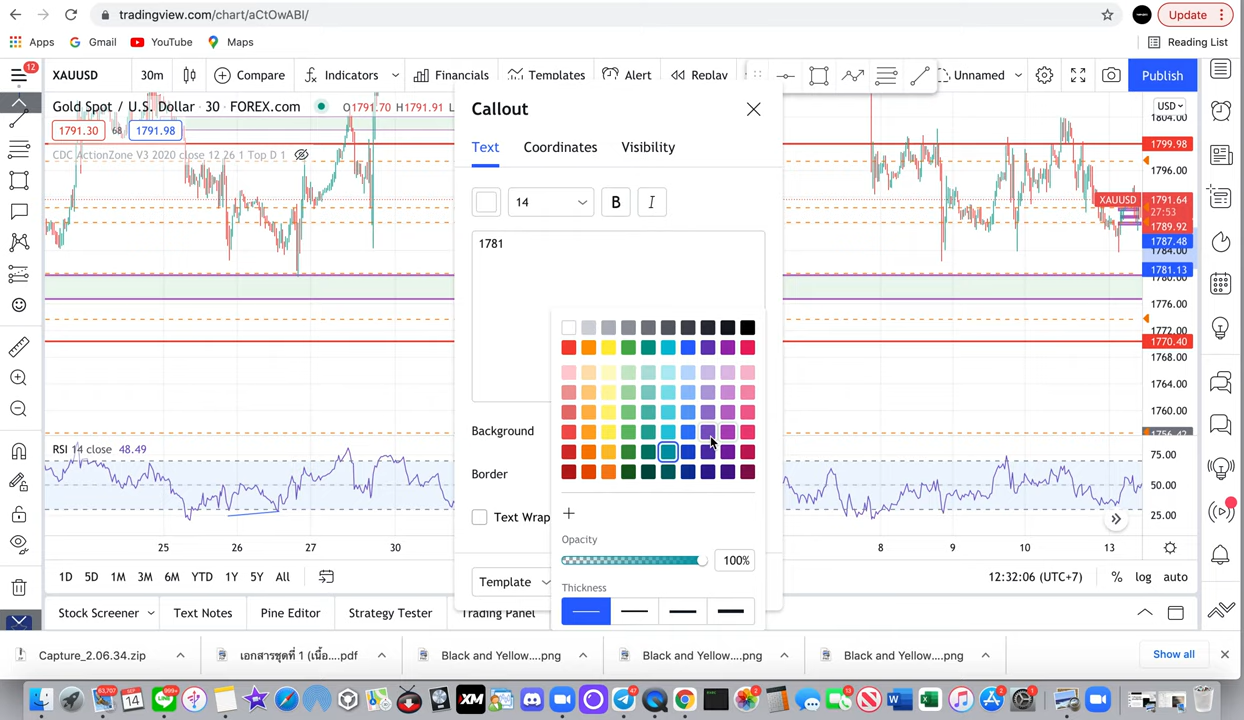 tradingview.com/chart/aCtOwABI/
Update
Apps
Gmail
YouTube
Maps
Reading List
12
XAUUSD
30m
Compare
Indicators
Financials
Templates
Alert
Replay
Unnamed
Publish
Gold Spot / U.S. Dollar · 30 · FOREX.com
O1791.70 H1791.91 L
1791.30
68
1791.98
CDC ActionZone V3 2020 close 12 26 1 Top D 1
Callout
Text
Coordinates
Visibility
14
B
I
1781
Background
Border
Text Wrap
Opacity
100%
Thickness
Template
USD
1804.00
1799.98
1796.00
XAUUSD
1791.64
27:53
1789.92
1787.48
1784.00
1781.13
1776.00
1772.00
1770.40
1768.00
1764.00
1760.00
1756.42
RSI 14 close 48.49
75.00
50.00
25.00
25
26
27
30
8
9
10
13
1D
5D
1M
3M
6M
YTD
1Y
5Y
All
12:32:06 (UTC+7)
%
log
auto
Stock Screener
Text Notes
Pine Editor
Strategy Tester
Trading Panel
Capture_2.06.34.zip
เอกสารชุดที่ 1 (เนื้อ....pdf
Black and Yellow....png
Black and Yellow....png
Black and Yellow....png
Show all
XM